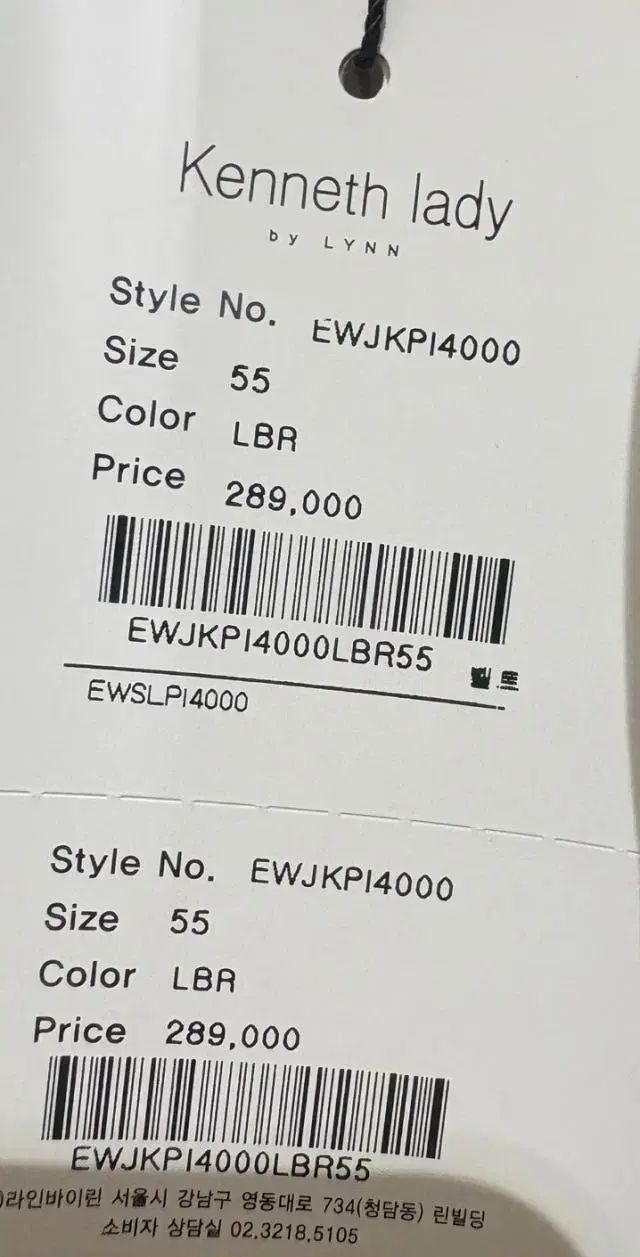 Kenneth lady
by LYNN
Style No. EWJKPI4000
Size 55
Color LBR
Price 289,000
EWJKPI4000LBR55
벨트
EWSLPI4000
Style No. EWJKPI4000
Size 55
Color LBR
Price 289,000
EWJKPI4000LBR55
)라인바이린 서울시 강남구 영동대로 734(청담동) 린빌딩
소비자 상담실 02.3218.5105